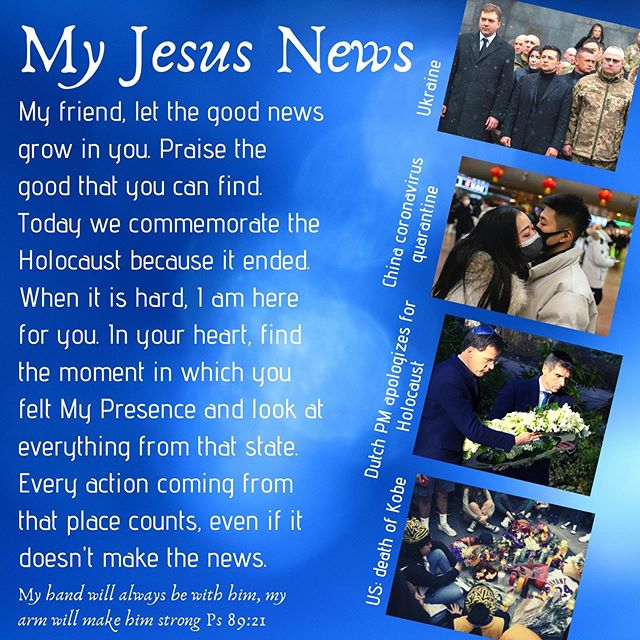 My Jesus News
My friend, let the good news
grow in you. Praise the
good that you can find.
Today we commemorate the
Holocaust because it ended.
When it is hard, I am here
for you. In your heart, find
the moment in which you
felt My Presence and look at
everything from that state.
Every action coming from
that place counts, even if it
doesn't make the news.
My hand will always be with him, my
arm will make him strong Ps 89:21
Ukraine
China coronavirus
quarantine
Dutch PM apologizes for
Holocaust
US: death of Kobe
BRYANT